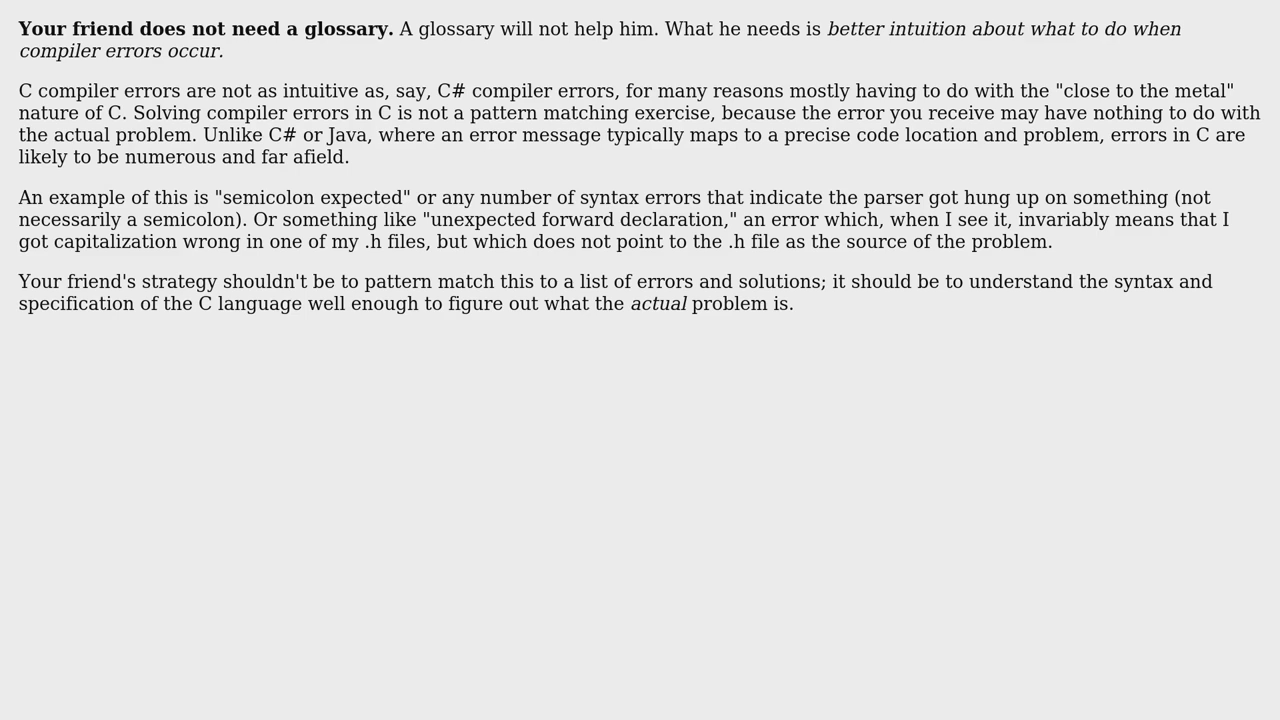 Your friend does not need a glossary. A glossary will not help him. What he needs is better intuition about what to do when
compiler errors occur.
C compiler errors are not as intuitive as, say, C# compiler errors, for many reasons mostly having to do with the "close to the metal"
nature of C. Solving compiler errors in C is not a pattern matching exercise, because the error you receive may have nothing to do with
the actual problem. Unlike C# or Java, where an error message typically maps to a precise code location and problem, errors in C are
likely to be numerous and far afield.
An example of this is "semicolon expected" or any number of syntax errors that indicate the parser got hung up on something (not
necessarily a semicolon). Or something like "unexpected forward declaration," an error which, when I see it, invariably means that I
got capitalization wrong in one of my .h files, but which does not point to the .h file as the source of the problem.
Your friend's strategy shouldn't be to pattern match this to a list of errors and solutions; it should be to understand the syntax and
specification of the C language well enough to figure out what the actual problem is.